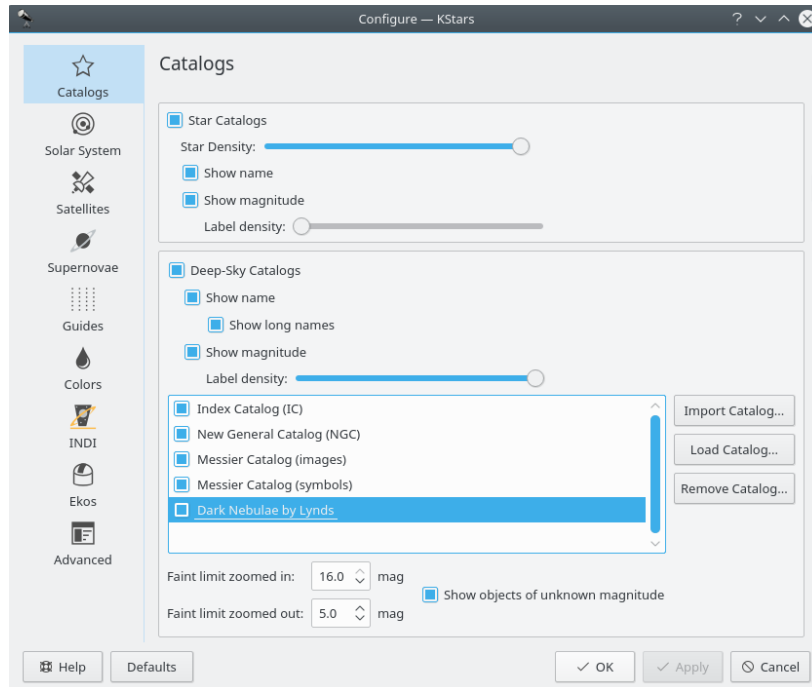 Configure — KStars
Catalogs
Solar System
Satellites
Supernovae
Guides
Colors
INDI
Ekos
Advanced
Catalogs
Star Catalogs
Star Density:
Show name
Show magnitude
Label density:
Deep-Sky Catalogs
Show name
Show long names
Show magnitude
Label density:
Index Catalog (IC)
New General Catalog (NGC)
Messier Catalog (images)
Messier Catalog (symbols)
Dark Nebulae by Lynds
Import Catalog...
Load Catalog...
Remove Catalog...
Faint limit zoomed in: 16.0 mag
Show objects of unknown magnitude
Faint limit zoomed out: 5.0 mag
Help Defaults OK Apply Cancel